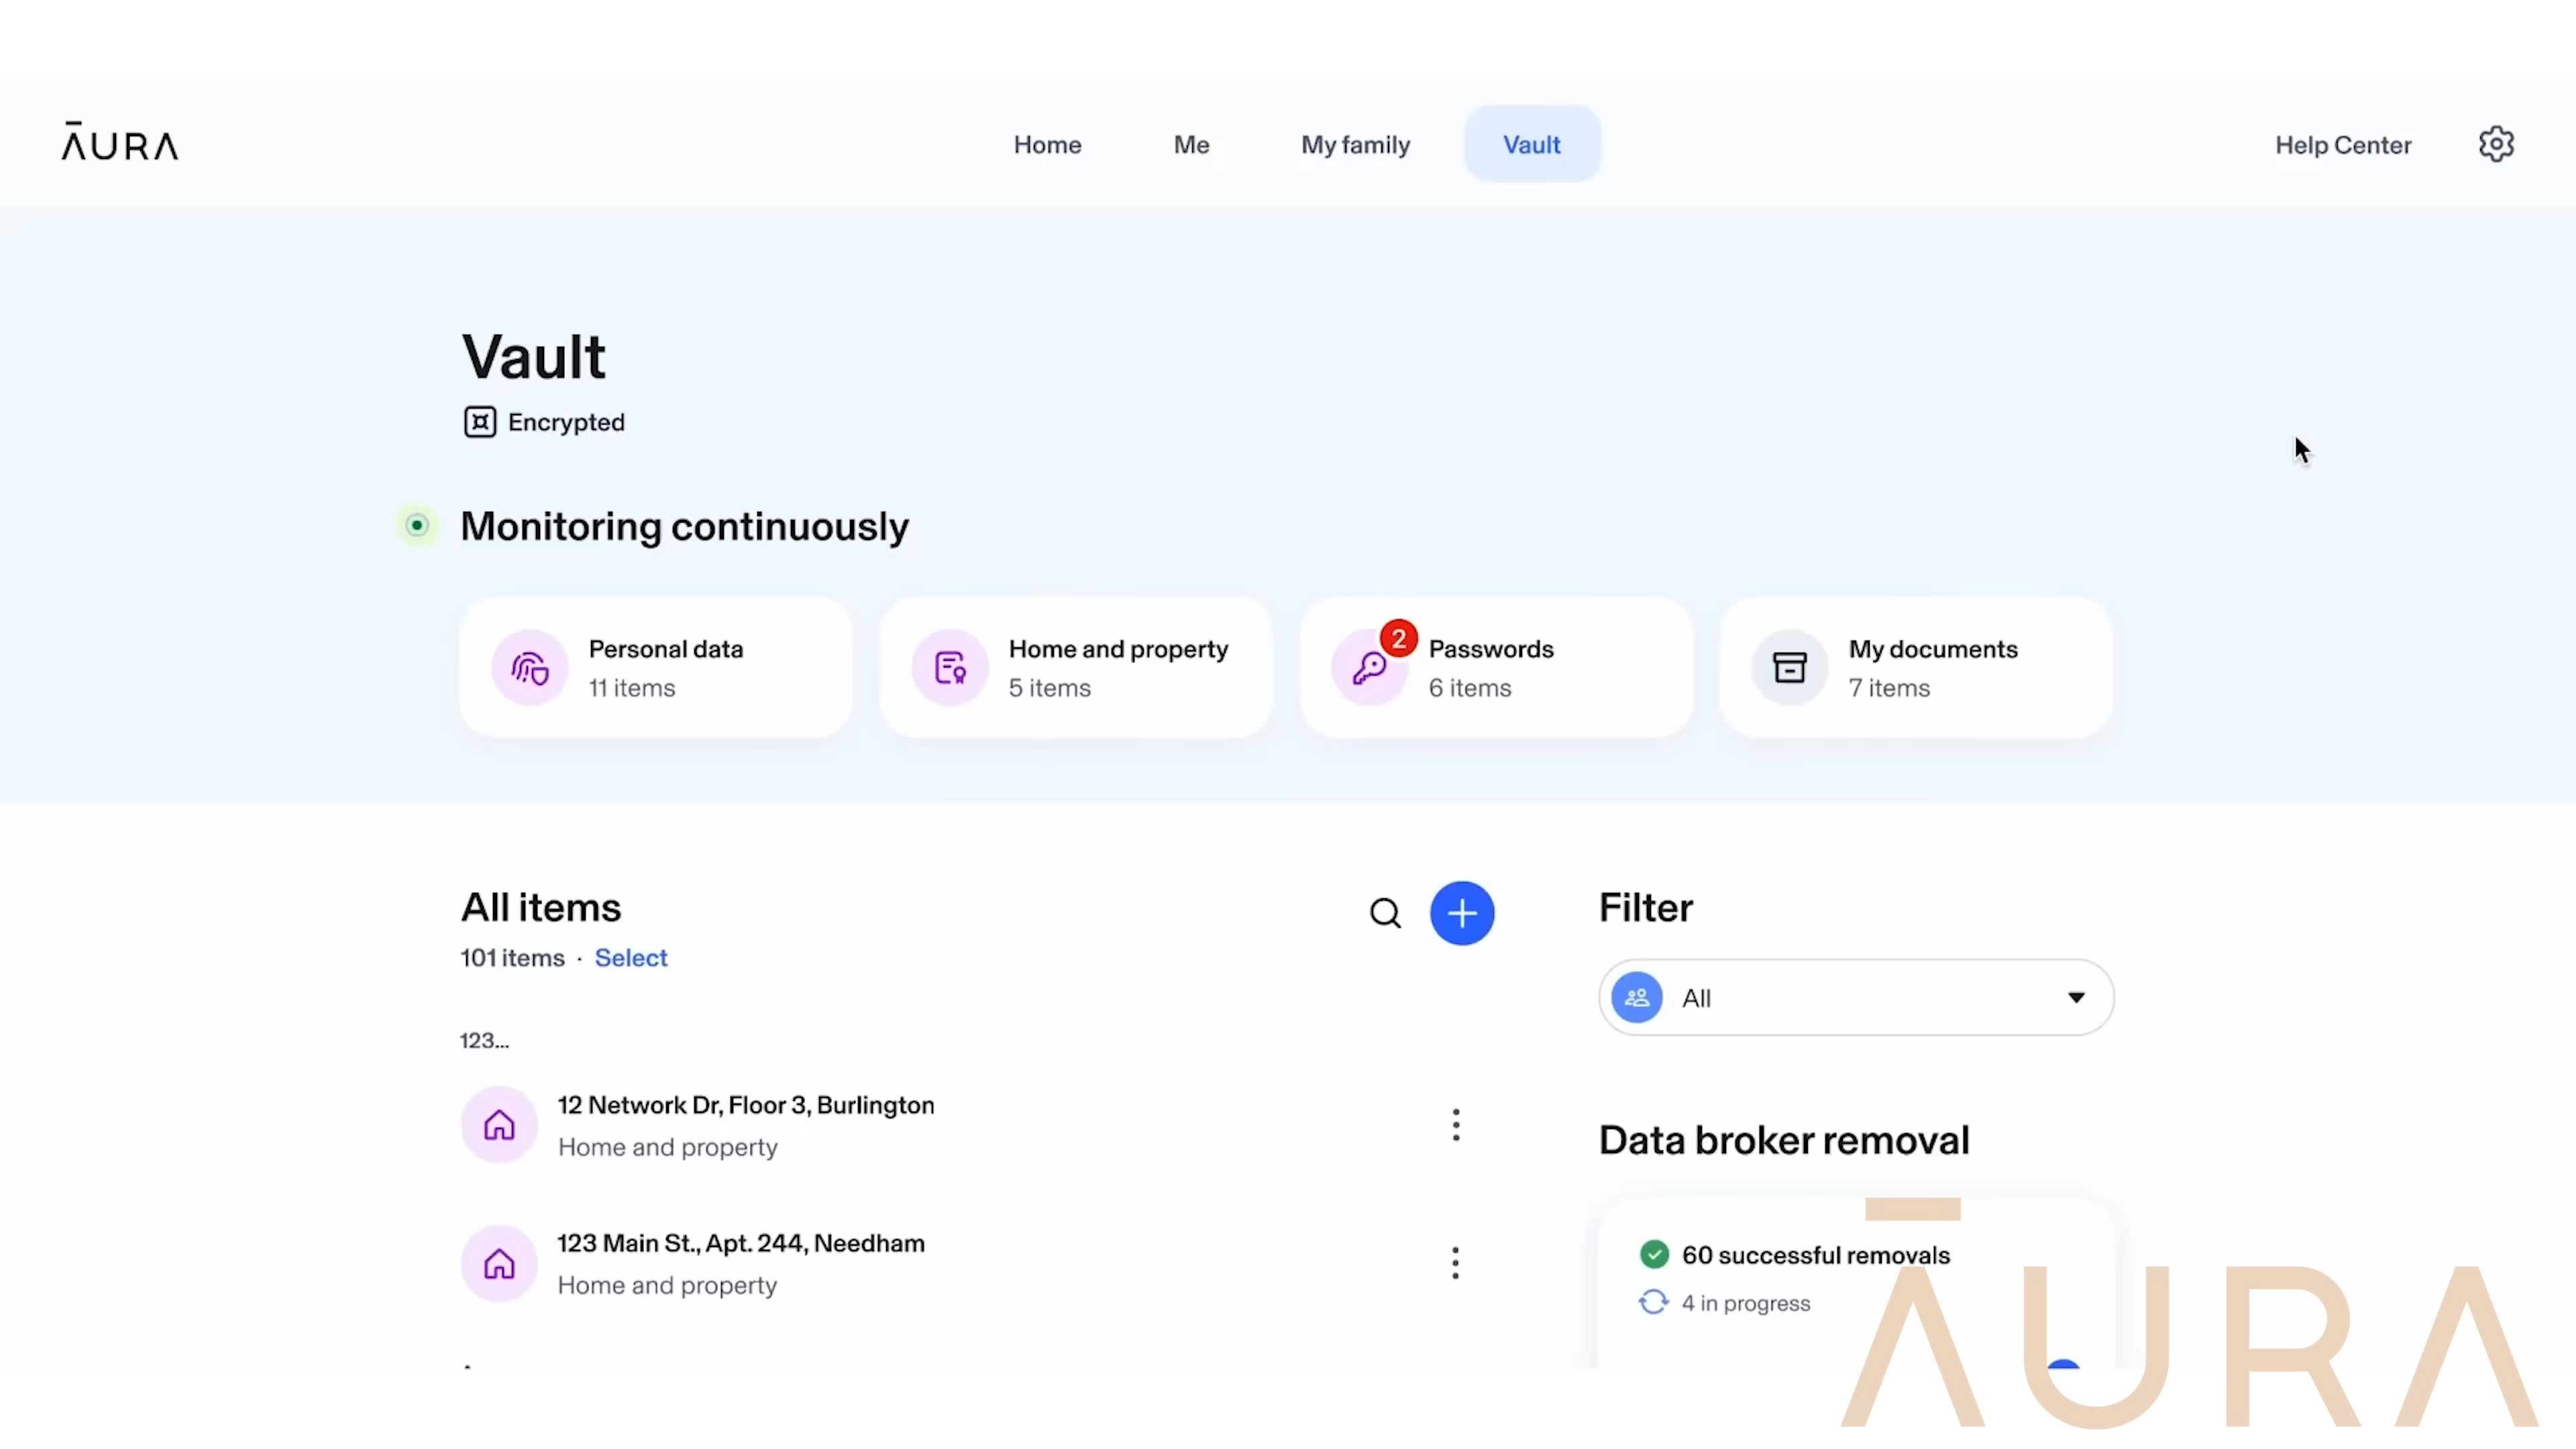 ĀURA
Home
Me
My family
Vault
Help Center
Vault
Encrypted
Monitoring continuously
Personal data
11 items
Home and property
5 items
2
Passwords
6 items
My documents
7 items
All items
101 items · Select
123...
12 Network Dr, Floor 3, Burlington
Home and property
123 Main St., Apt. 244, Needham
Home and property
Filter
All
Data broker removal
60 successful removals
4 in progress
ĀURA